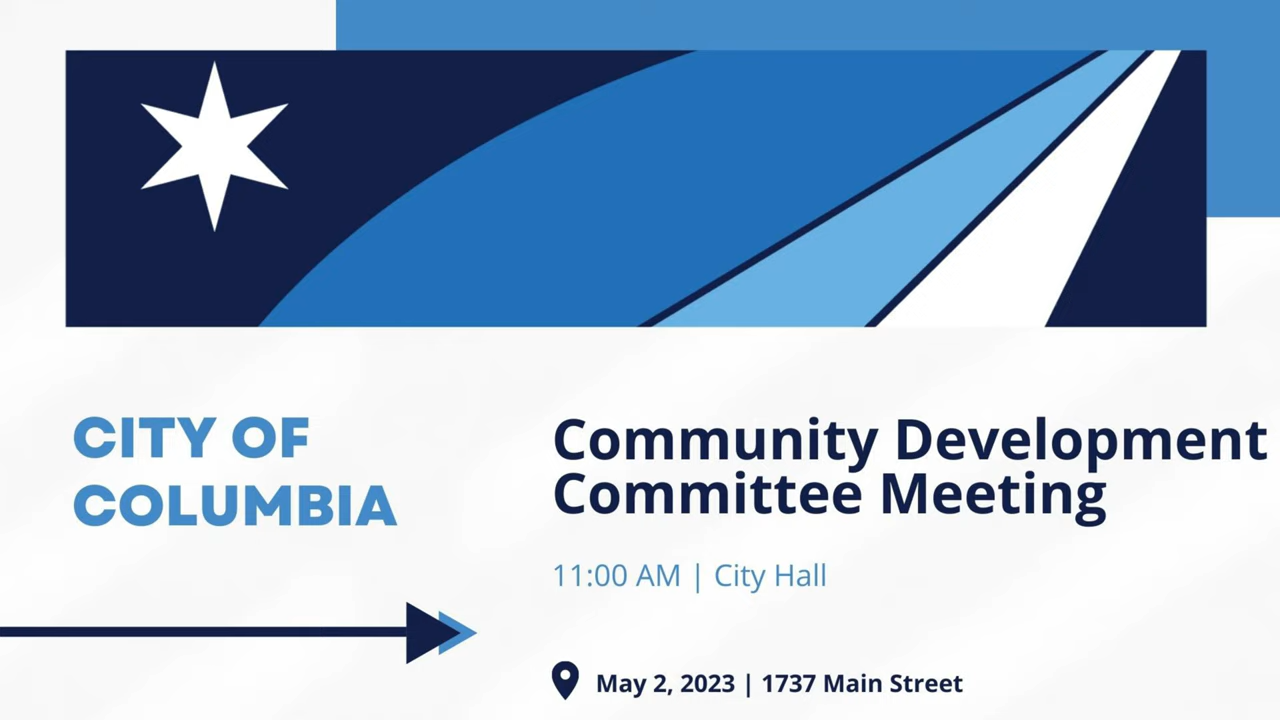 CITY OF
COLUMBIA
Community Development
Committee Meeting
11:00 AM | City Hall
May 2, 2023 | 1737 Main Street